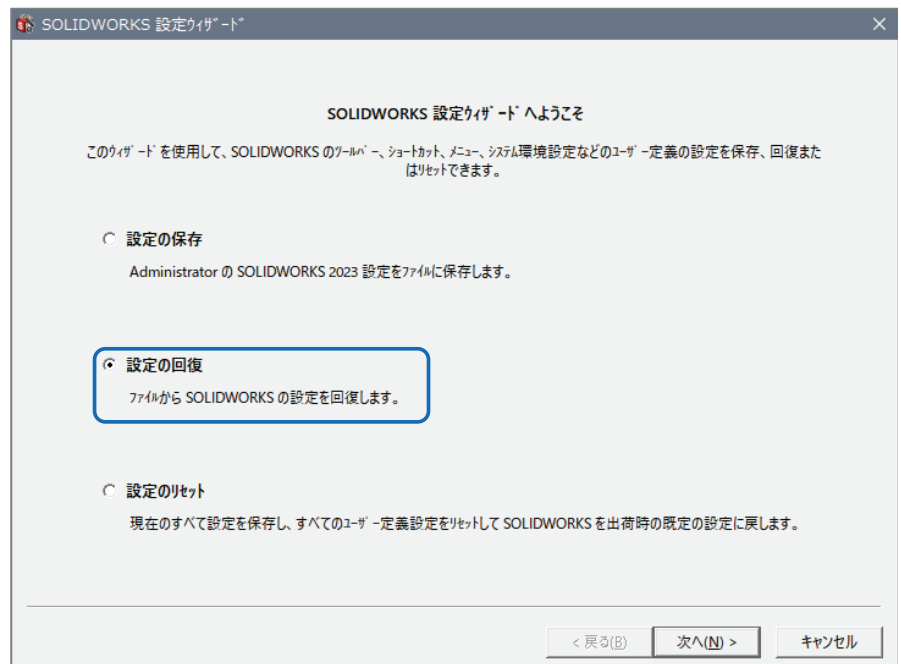 SOLIDWORKS 設定ｳｨｻﾞｰﾄﾞ
SOLIDWORKS 設定ｳｨｻﾞｰﾄﾞへようこそ
このｳｨｻﾞｰﾄﾞを使用して、SOLIDWORKS のﾂｰﾙﾊﾞｰ、ｼｮｰﾄｶｯﾄ、ﾒﾆｭｰ、ｼｽﾃﾑ環境設定などのﾕｰｻﾞｰ定義の設定を保存、回復また
はﾘｾｯﾄできます。
設定の保存
Administrator の SOLIDWORKS 2023 設定をﾌｧｲﾙに保存します。
設定の回復
ﾌｧｲﾙから SOLIDWORKS の設定を回復します。
設定のﾘｾｯﾄ
現在のすべて設定を保存し、すべてのﾕｰｻﾞｰ定義設定をﾘｾｯﾄして SOLIDWORKS を出荷時の既定の設定に戻します。
< 戻る(B) 次へ(N) > キャンセル